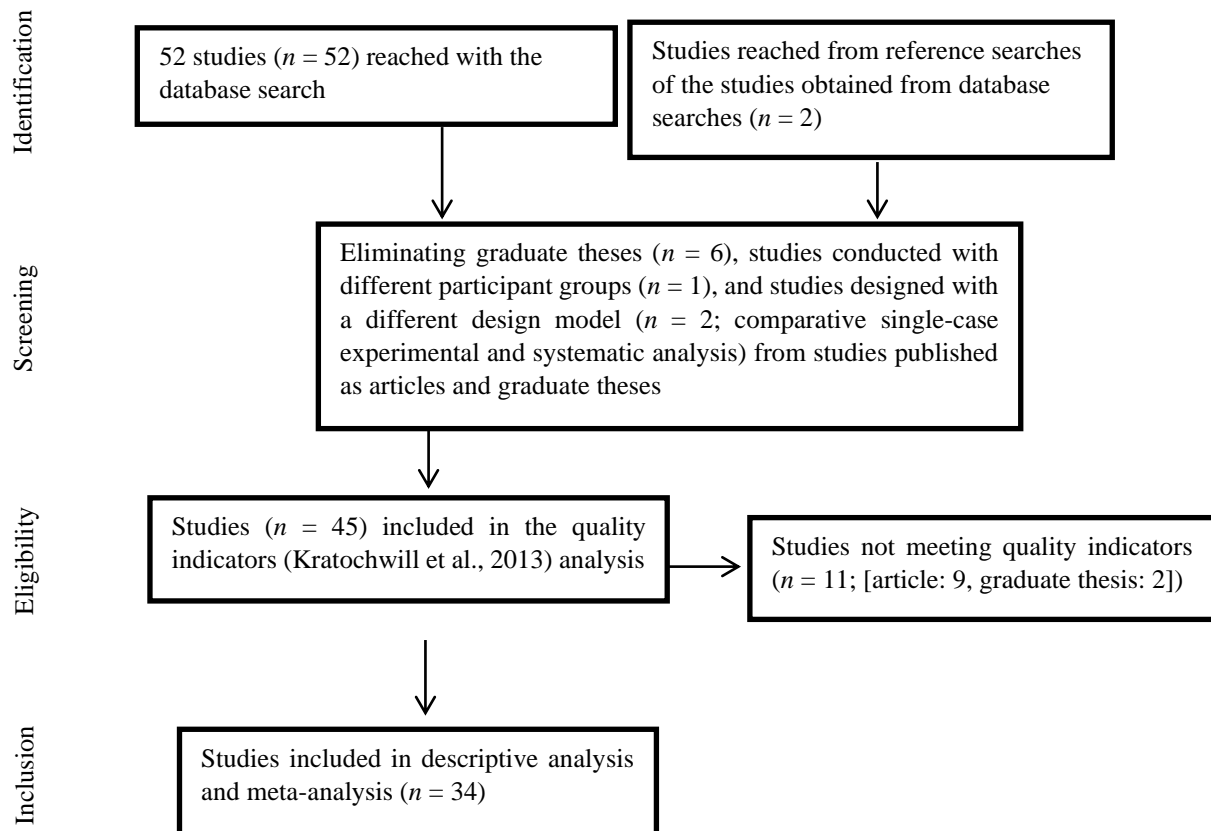 Identification
52 studies (n = 52) reached with the
database search
Studies reached from reference searches
of the studies obtained from database
searches (n = 2)
Screening
Eliminating graduate theses (n = 6), studies conducted with
different participant groups (n = 1), and studies designed with
a different design model (n = 2; comparative single-case
experimental and systematic analysis) from studies published
as articles and graduate theses
Eligibility
Studies (n = 45) included in the quality
indicators (Kratochwill et al., 2013) analysis
Studies not meeting quality indicators
(n = 11; [article: 9, graduate thesis: 2])
Inclusion
Studies included in descriptive analysis
and meta-analysis (n = 34)